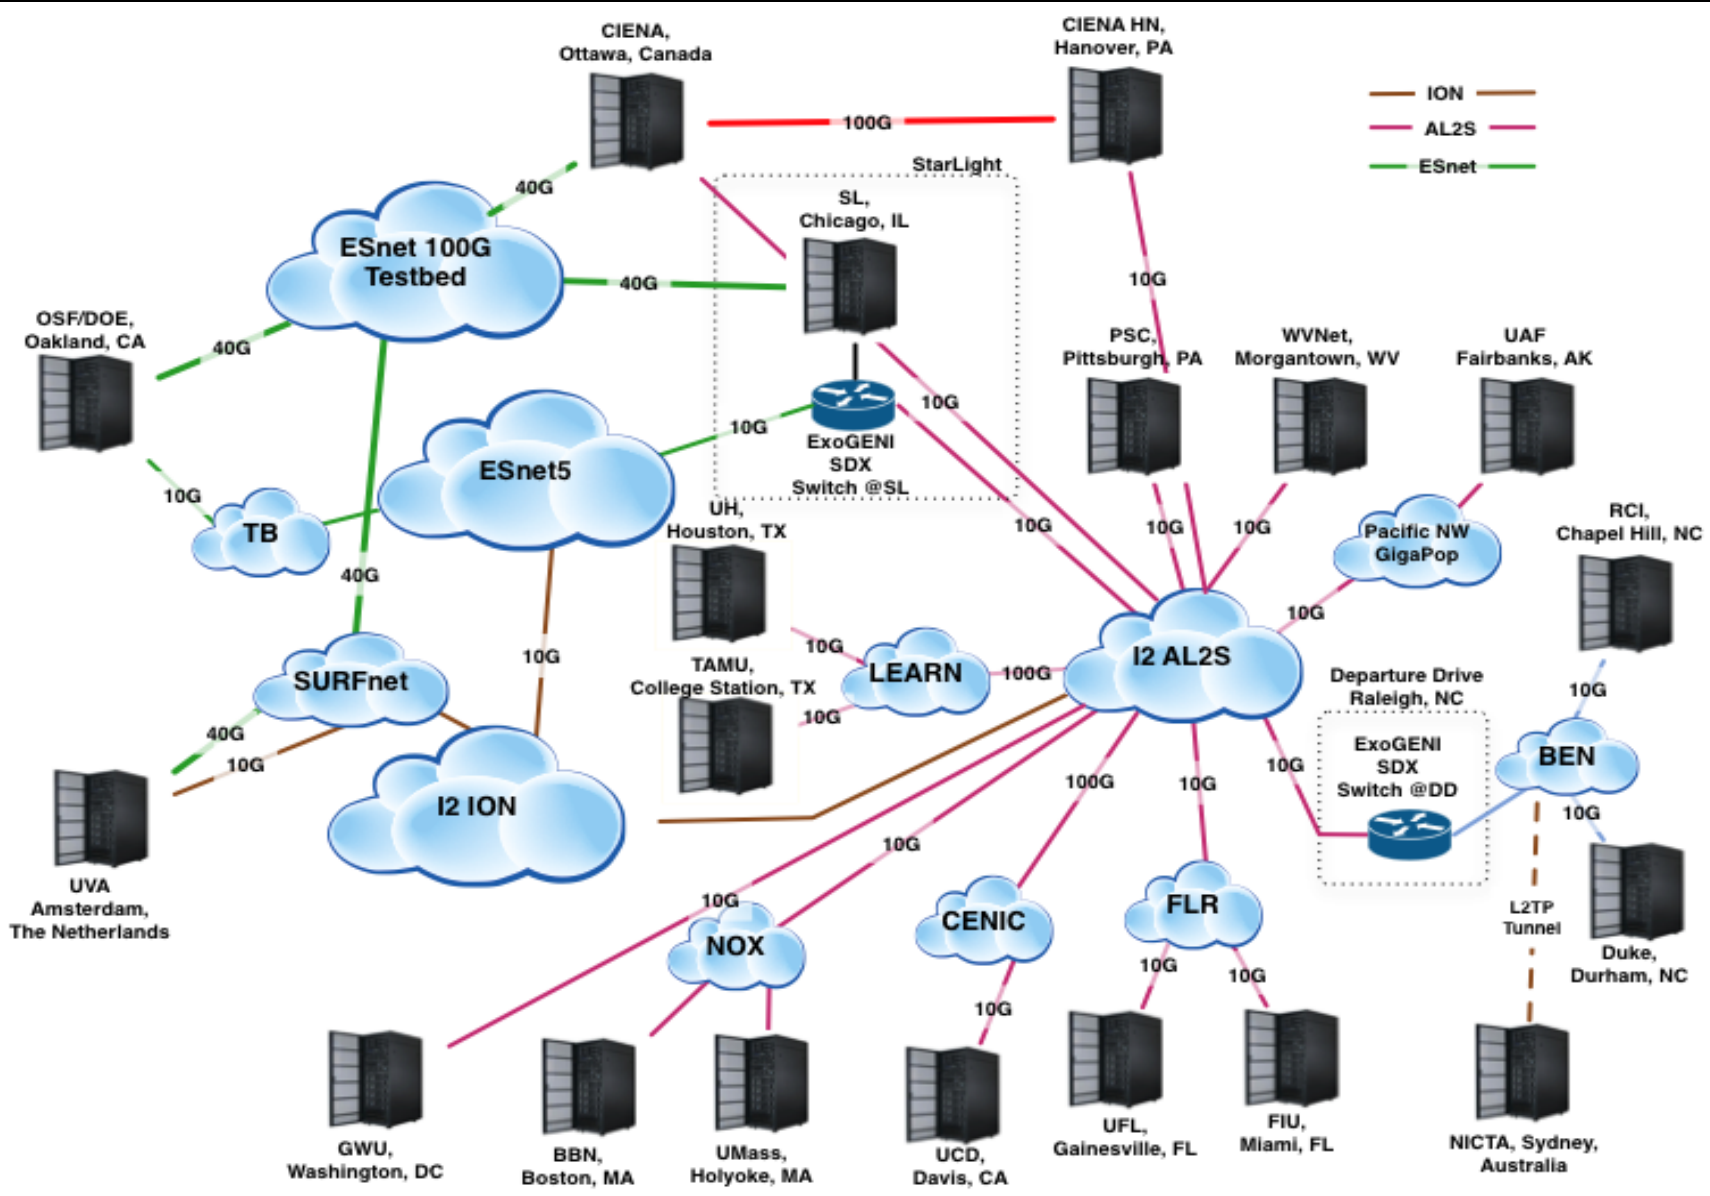 CIENA,
Ottawa, Canada
CIENA HN,
Hanover, PA
ION
AL2S
ESnet
100G
StarLight
40G
SL,
Chicago, IL
ESnet 100G
Testbed
40G
10G
OSF/DOE,
Oakland, CA
40G
PSC,
Pittsburgh, PA
WVNet,
Morgantown, WV
UAF
Fairbanks, AK
10G
10G
ExoGENI
SDX
Switch @SL
ESnet5
10G
TB
UH,
Houston, TX
10G
10G
10G
Pacific NW
GigaPop
RCI,
Chapel Hill, NC
40G
10G
10G
10G
LEARN
100G
I2 AL2S
TAMU,
College Station, TX
10G
SURFnet
Departure Drive
Raleigh, NC
10G
40G
10G
ExoGENI
SDX
Switch @DD
BEN
10G
100G
10G
10G
I2 ION
10G
10G
UVA
Amsterdam,
The Netherlands
10G
NOX
CENIC
FLR
L2TP
Tunnel
Duke,
Durham, NC
10G
10G
10G
GWU,
Washington, DC
BBN,
Boston, MA
UMass,
Holyoke, MA
UCD,
Davis, CA
UFL,
Gainesville, FL
FIU,
Miami, FL
NICTA, Sydney,
Australia